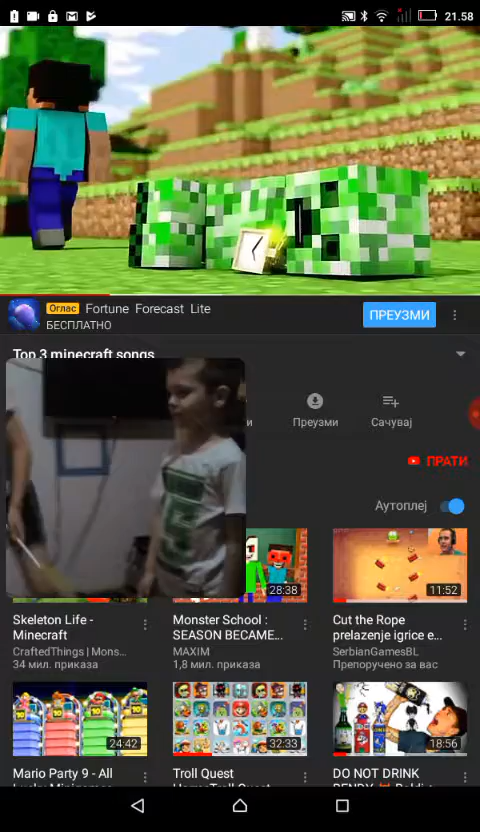 21.58
Оглас Fortune Forecast Lite
БЕСПЛАТНО
ПРЕУЗМИ
Top 3 minecraft songs
Преузми
Сачувај
ПРАТИ
Аутоплеј
28:38
11:52
Skeleton Life -
Minecraft
CraftedThings | Mons...
34 мил. приказа
Monster School :
SEASON BECAME...
MAXIM
1,8 мил. приказа
Cut the Rope
prelazenje igrice e...
SerbianGamesBL
Препоручено за вас
24:42
32:33
18:56
Mario Party 9 - All
Troll Quest
DO NOT DRINK